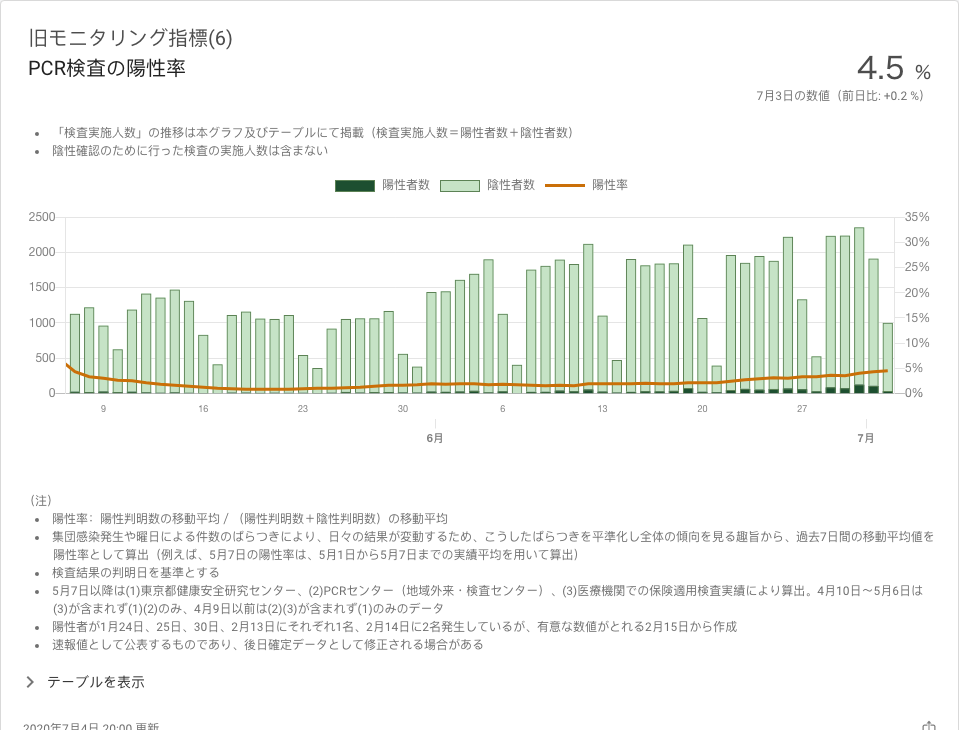 旧モニタリング指標(6)
PCR検査の陽性率
4.5 %
7月3日の数値（前日比: +0.2 %）
「検査実施人数」の推移は本グラフ及びテーブルにて掲載（検査実施人数＝陽性者数＋陰性者数）
陰性確認のために行った検査の実施人数は含まない
陽性者数 陰性者数 陽性率
2500 35%
30%
2000
25%
1500 20%
1000 15%
10%
500
5%
0 0%
9 16 23 30 6 13 20 27
6月 7月
（注）
陽性率：陽性判明数の移動平均 / （陽性判明数＋陰性判明数）の移動平均
集団感染発生や曜日による件数のばらつきにより、日々の結果が変動するため、こうしたばらつきを平準化し全体の傾向を見る趣旨から、過去7日間の移動平均値を
陽性率として算出（例えば、5月7日の陽性率は、5月1日から5月7日までの実績平均を用いて算出）
検査結果の判明日を基準とする
5月7日以降は(1)東京都健康安全研究センター、(2)PCRセンター（地域外来・検査センター）、(3)医療機関での保険適用検査実績により算出。4月10日～5月6日は
(3)が含まれず(1)(2)のみ、4月9日以前は(2)(3)が含まれず(1)のみのデータ
陽性者が1月24日、25日、30日、2月13日にそれぞれ1名、2月14日に2名発生しているが、有意な数値がとれる2月15日から作成
速報値として公表するものであり、後日確定データとして修正される場合がある
テーブルを表示
2020年7月4日 20:00 更新